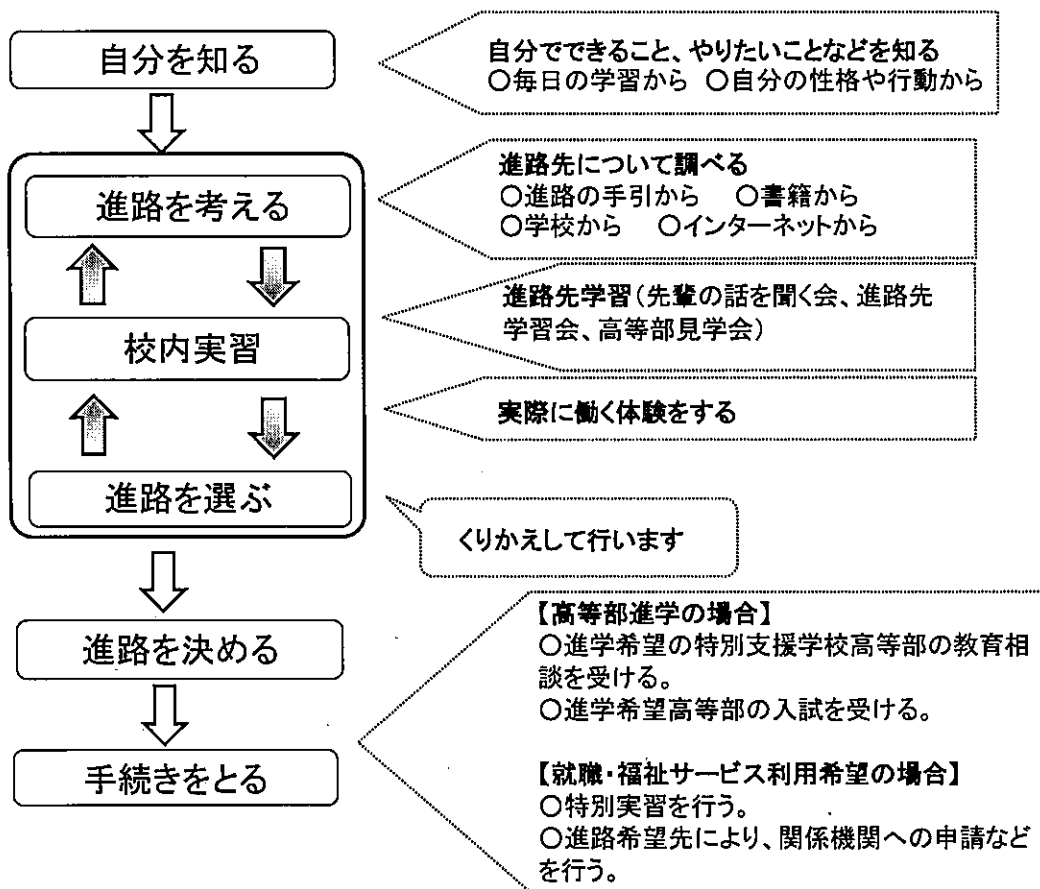 自分を知る
自分でできること、やりたいことなどを知る
○毎日の学習から ○自分の性格や行動から
進路を考える
進路先について調べる
○進路の手引から ○書籍から
○学校から ○インターネットから
校内実習
進路先学習(先輩の話を聞く会、進路先
学習会、高等部見学会)
実際に働く体験をする
進路を選ぶ
くりかえして行います
進路を決める
手続きをとる
【高等部進学の場合】
○進学希望の特別支援学校高等部の教育相
談を受ける。
○進学希望高等部の入試を受ける。
【就職・福祉サービス利用希望の場合】
○特別実習を行う。
○進路希望先により、関係機関への申請など
を行う。